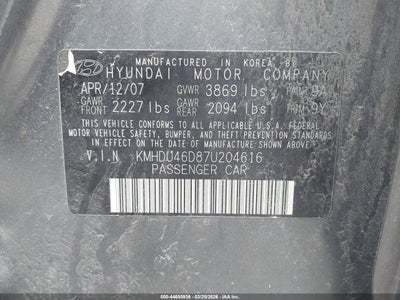 MANUFACTURED IN KOREA BY
HYUNDAI MOTOR COMPANY
APR/12/07 GVWR 3869 lbs 9A
GAWR FRONT 2227 lbs GAWR REAR 2094 lbs 9Y
THIS VEHICLE CONFORMS TO ALL APPLICABLE U.S. FEDERAL
MOTOR VEHICLE SAFETY, BUMPER, AND THEFT PREVENTION
STANDARDS IN EFFECT ON THE DATE OF MANUFACTURE
SHOWN ABOVE.
V.I.N KMHDU46D87U204616
PASSENGER CAR
000-44650936 - 03/20/2026 - IAA, Inc.